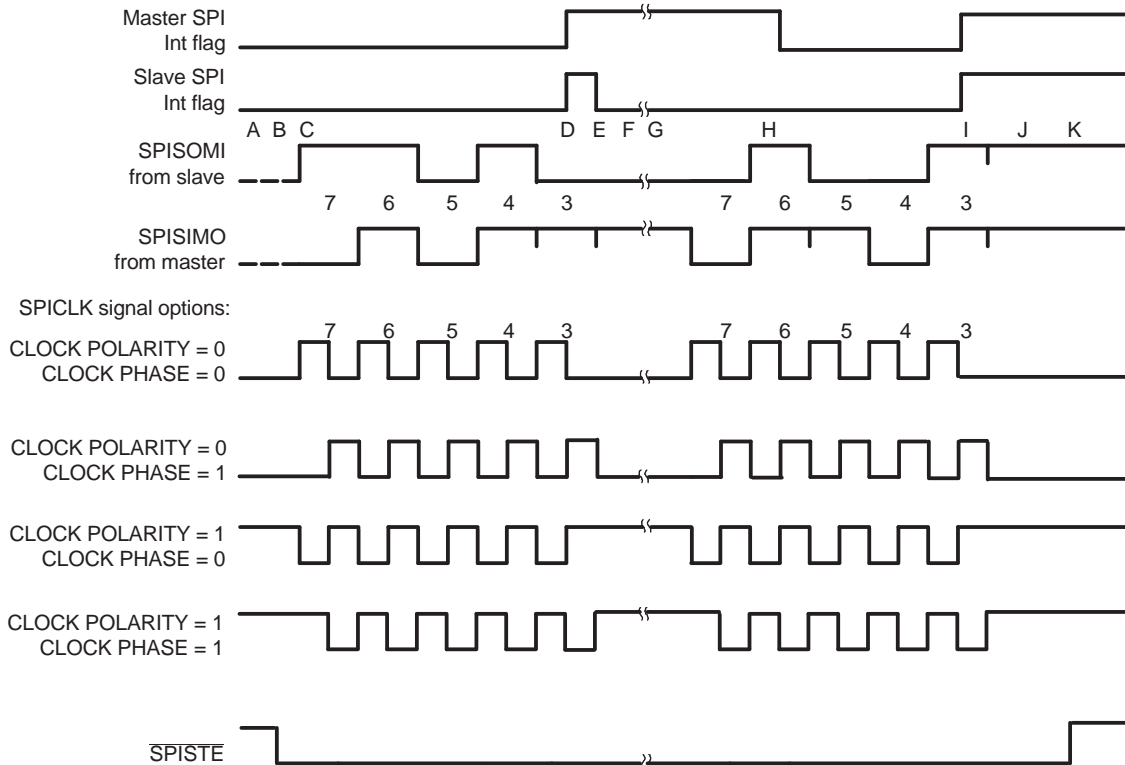 Master SPI
Int flag
Slave SPI
Int flag
A B C D E F G H I J K
SPISOMI
from slave
7 6 5 4 3 7 6 5 4 3
SPISIMO
from master
SPICLK signal options:
7 6 5 4 3 7 6 5 4 3
CLOCK POLARITY = 0
CLOCK PHASE = 0
CLOCK POLARITY = 0
CLOCK PHASE = 1
CLOCK POLARITY = 1
CLOCK PHASE = 0
CLOCK POLARITY = 1
CLOCK PHASE = 1
SPISTE